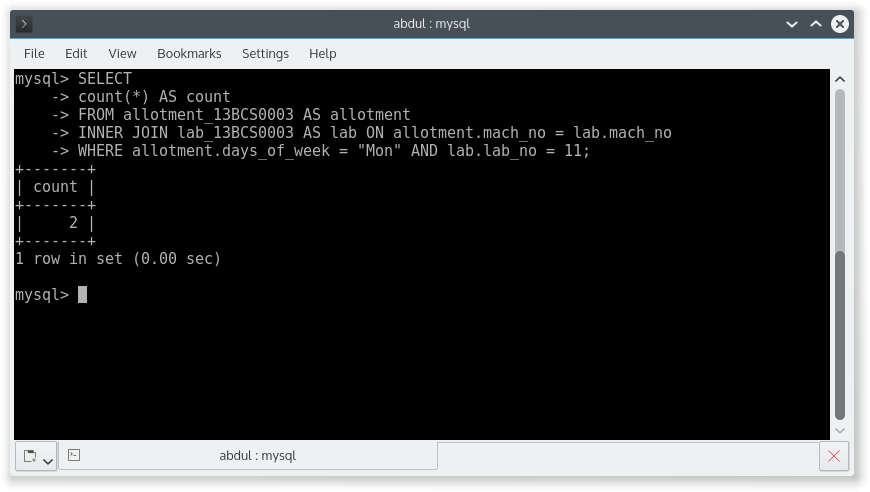 abdul : mysql
File Edit View Bookmarks Settings Help
mysql> SELECT
    -> count(*) AS count
    -> FROM allotment_13BCS0003 AS allotment
    -> INNER JOIN lab_13BCS0003 AS lab ON allotment.mach_no = lab.mach_no
    -> WHERE allotment.days_of_week = "Mon" AND lab.lab_no = 11;
+-------+
| count |
+-------+
|     2 |
+-------+
1 row in set (0.00 sec)
mysql>
abdul : mysql